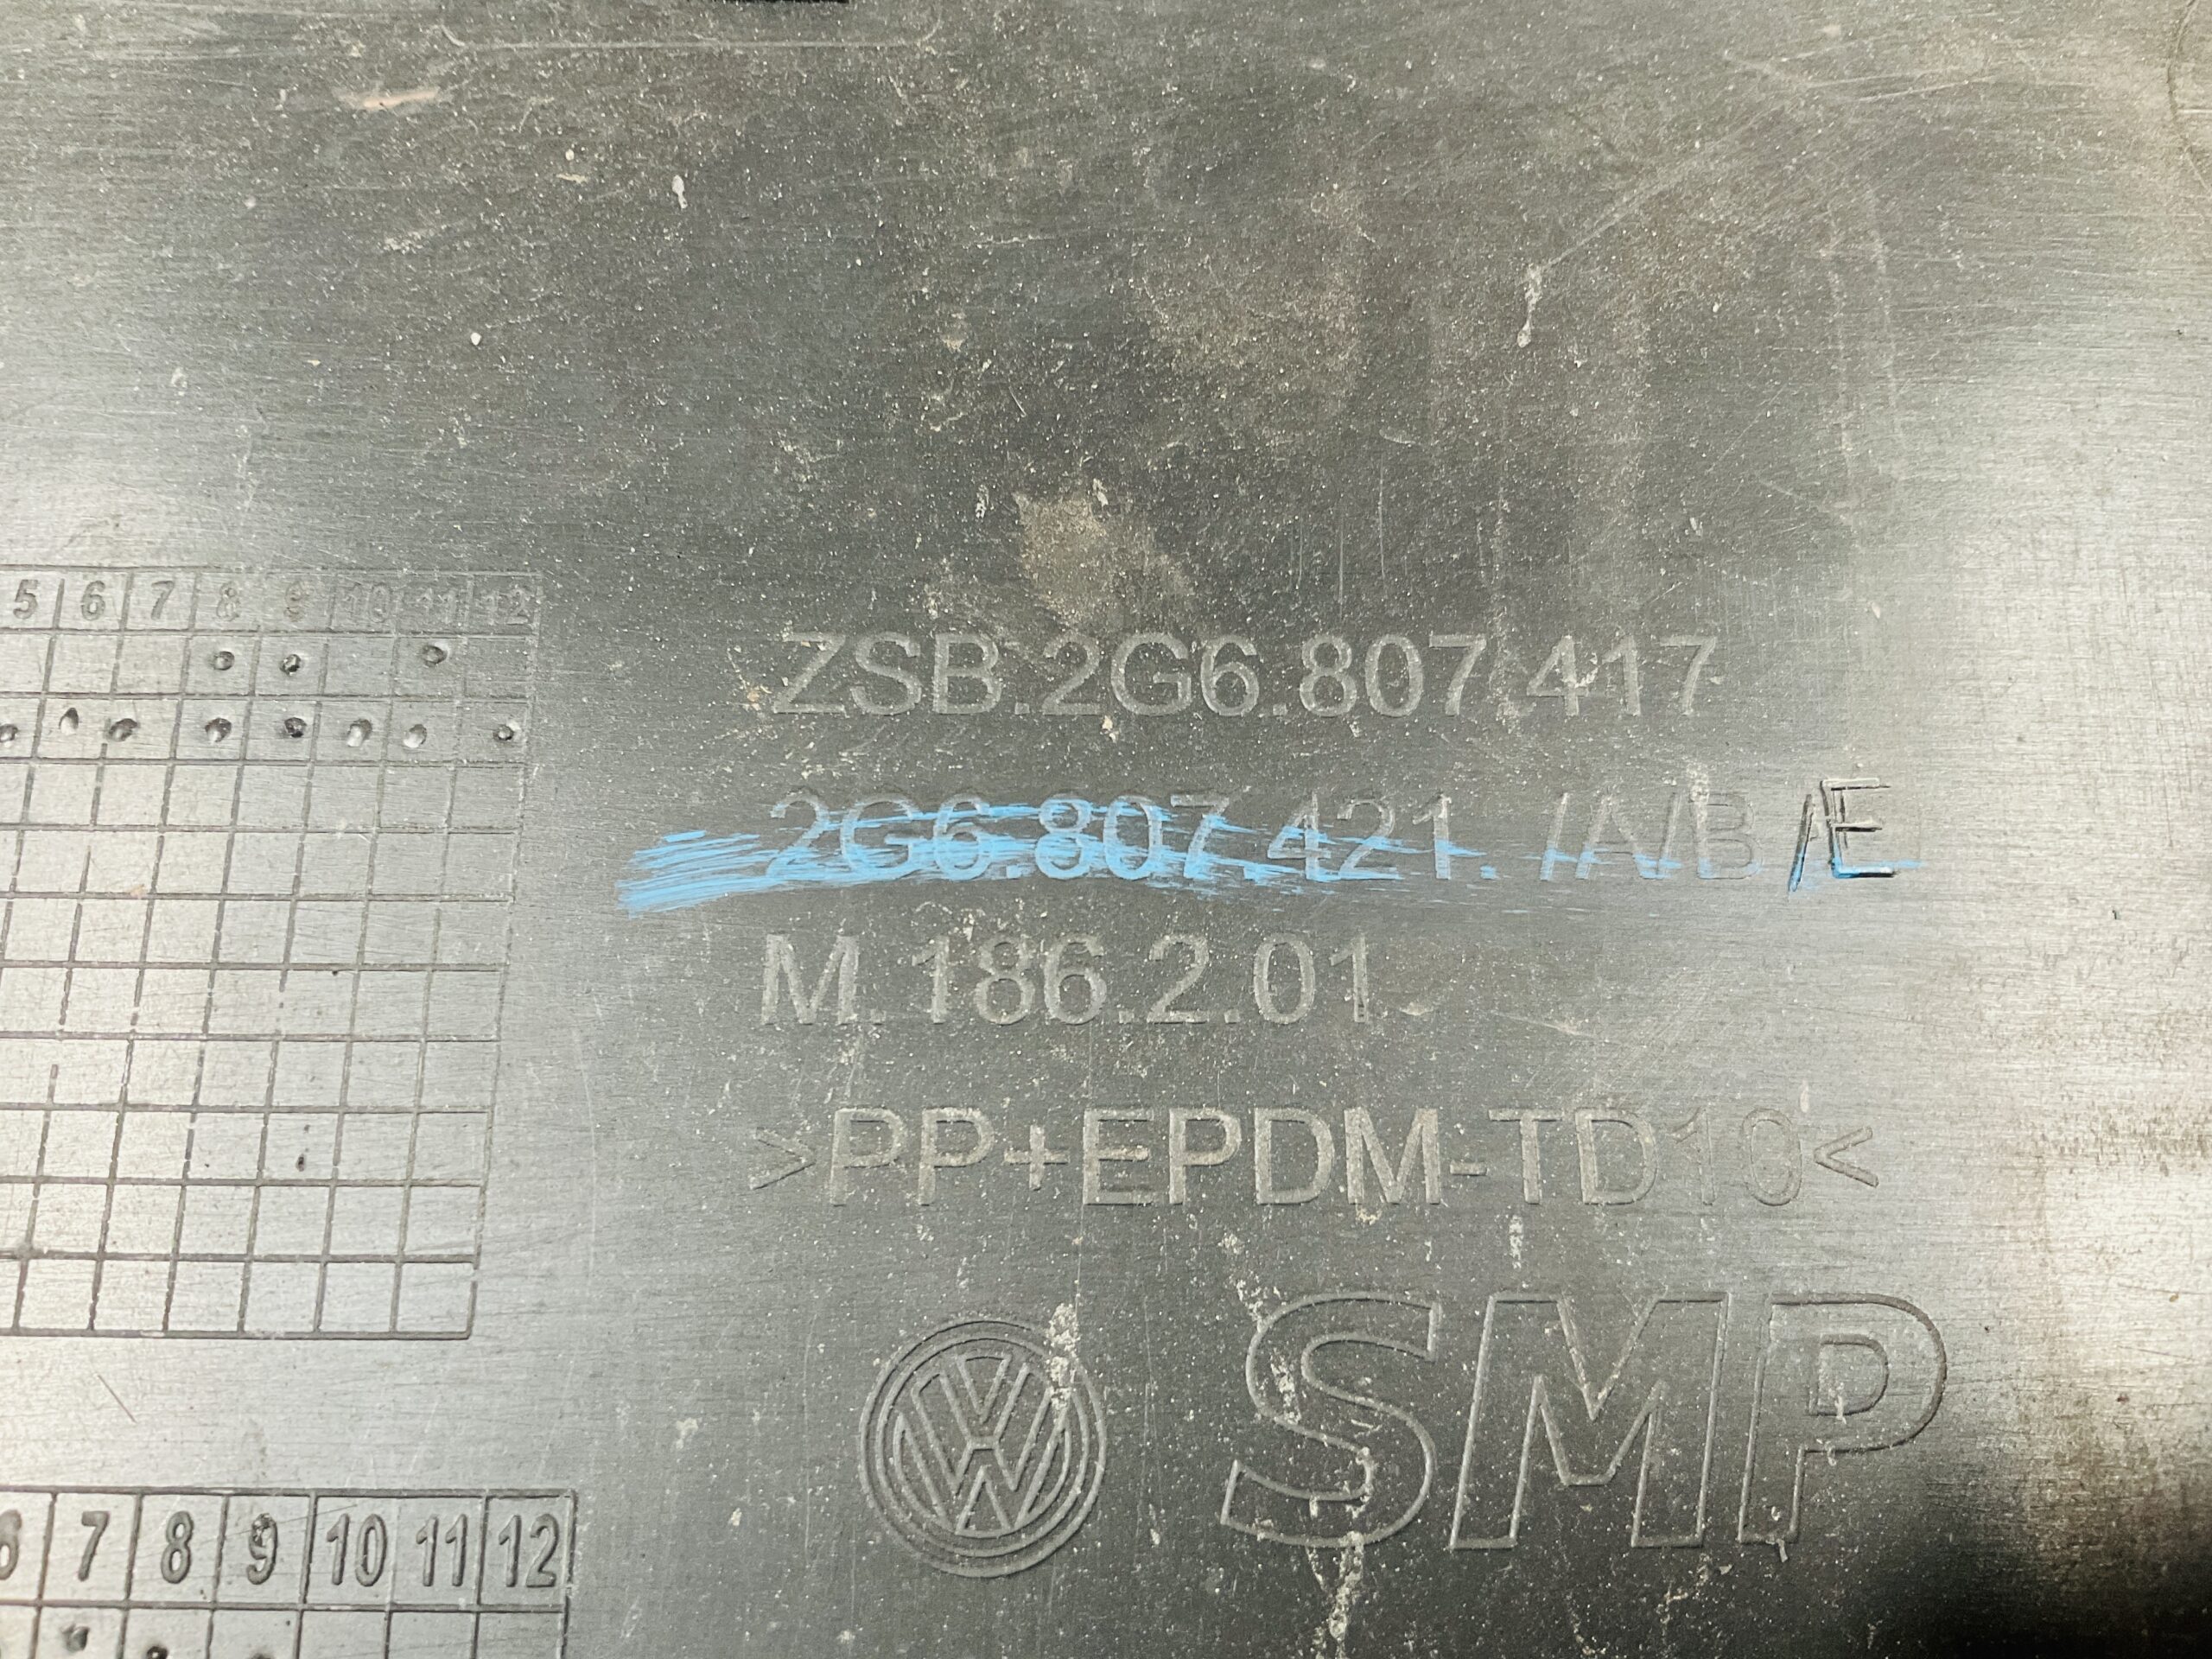 5 6 7 8 9 10 11 12
ZSB.2G6.807.417
2G6.807.421. /A/B/E
M.186.2.01
>PP+EPDM-TD10<
SMP
6 7 8 9 10 11 12